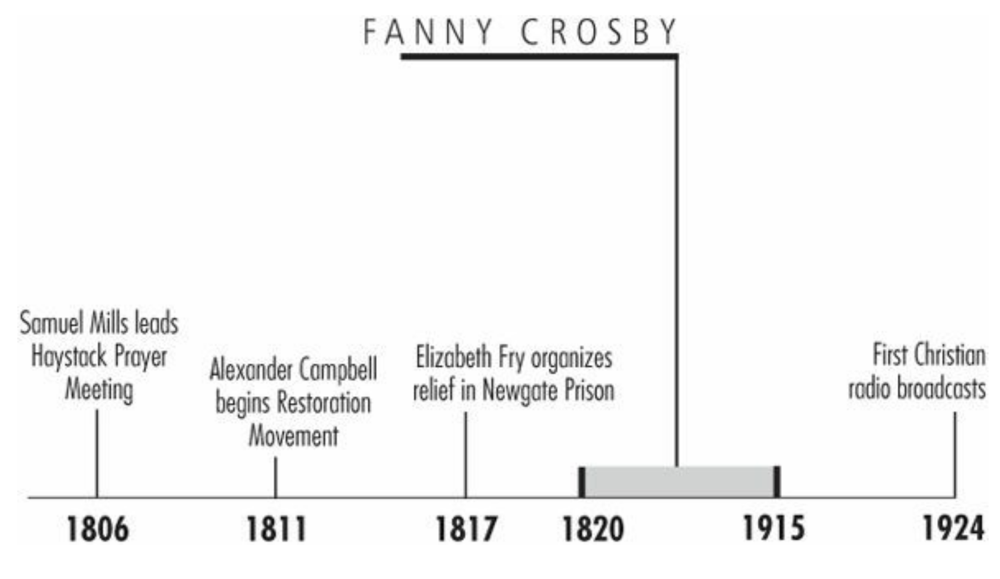 FANNY CROSBY
Samuel Mills leads
Haystack Prayer
Meeting
Alexander Campbell
begins Restoration
Movement
Elizabeth Fry organizes
relief in Newgate Prison
First Christian
radio broadcasts
1806 1811 1817 1820 1915 1924